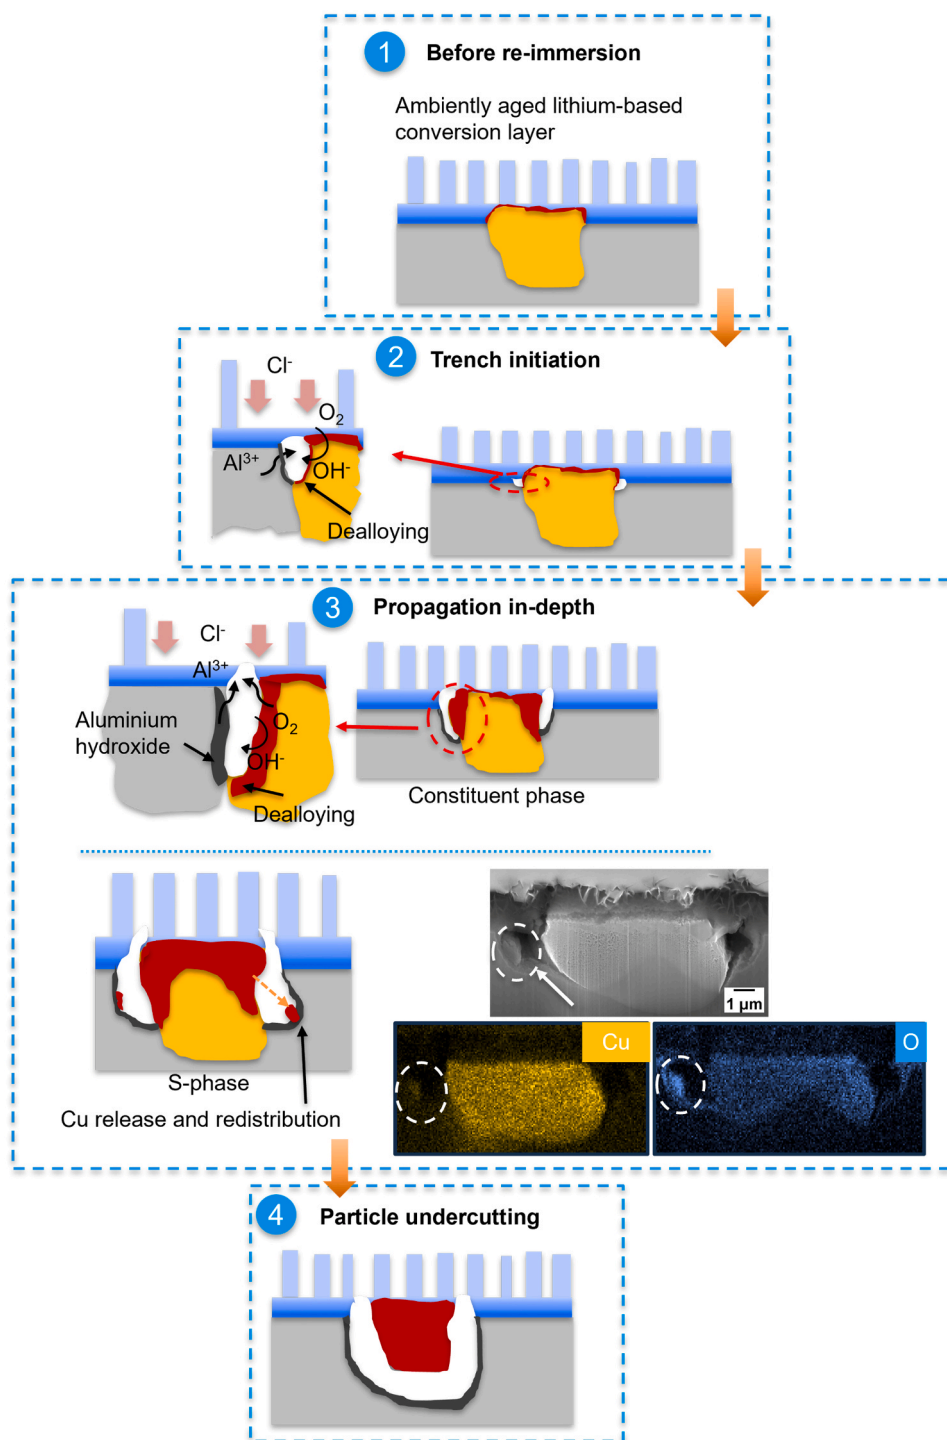 1 Before re-immersion
Ambiently aged lithium-based
conversion layer
2 Trench initiation
Cl⁻
O₂
Al³⁺
OH⁻
Dealloying
3 Propagation in-depth
Cl⁻
Al³⁺
Aluminium
hydroxide
O₂
OH⁻
Dealloying
Constituent phase
S-phase
Cu release and redistribution
1 µm
Cu
O
4 Particle undercutting